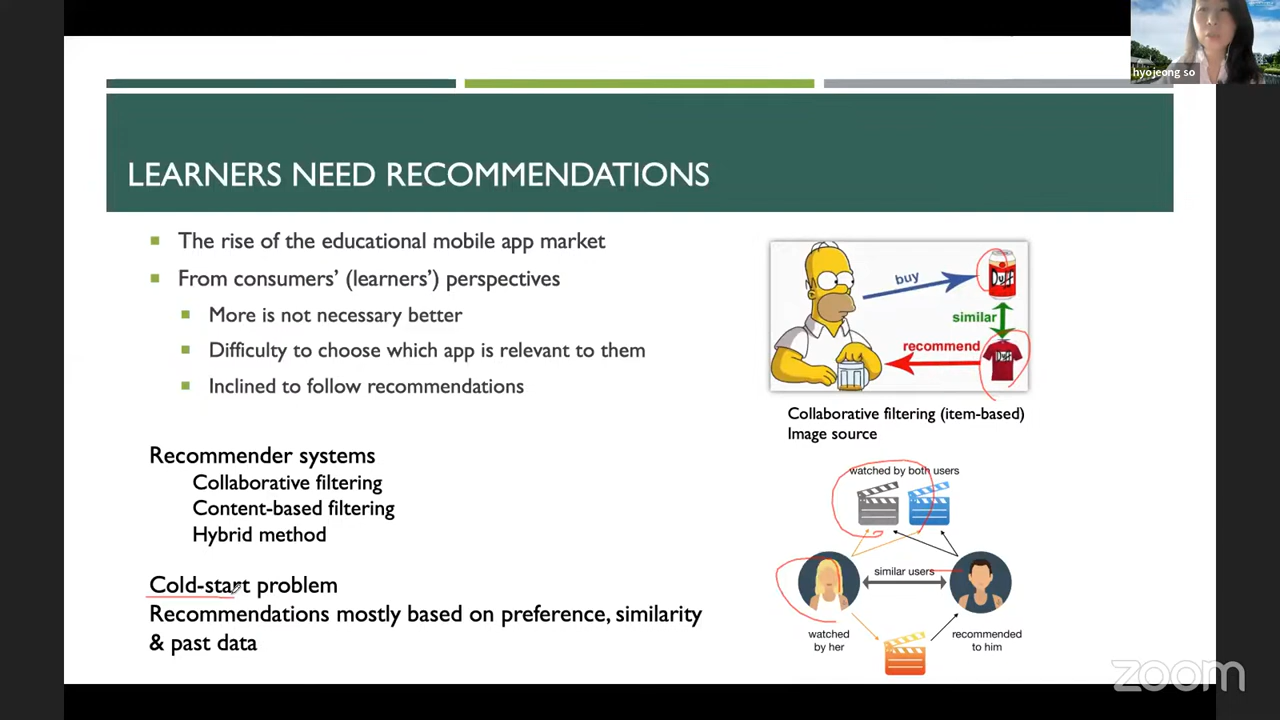 hyojeong so
LEARNERS NEED RECOMMENDATIONS
The rise of the educational mobile app market
From consumers' (learners') perspectives
More is not necessary better
Difficulty to choose which app is relevant to them
Inclined to follow recommendations
buy
Duff
similar
recommend
Duff
Collaborative filtering (item-based)
Image source
Recommender systems
Collaborative filtering
Content-based filtering
Hybrid method
Cold-start problem
Recommendations mostly based on preference, similarity
& past data
watched by both users
similar users
watched
by her
recommended
to him
zoom